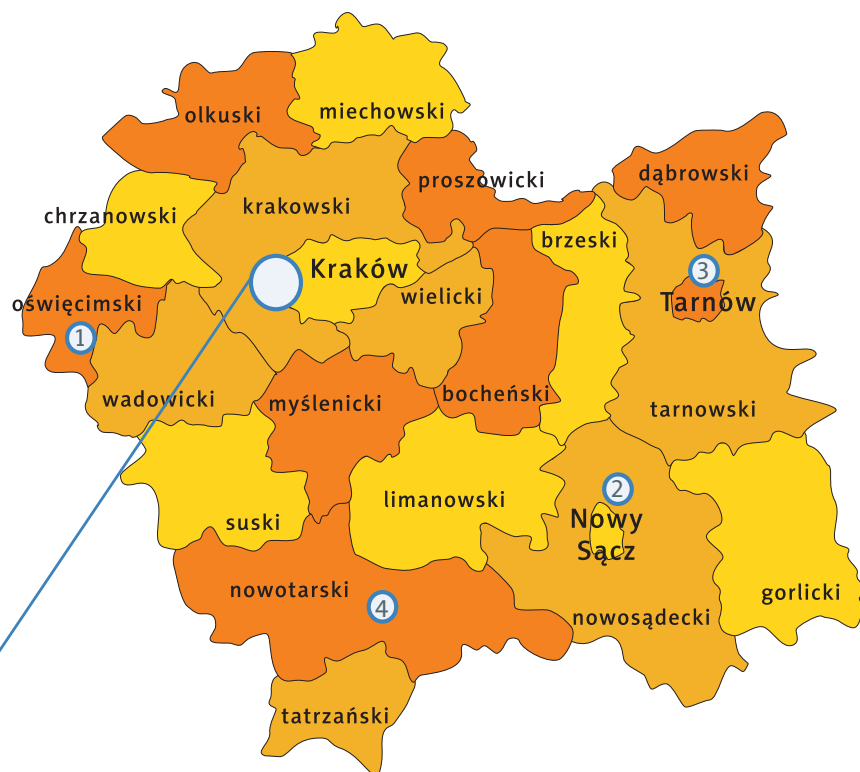 miechowski
olkuski
dąbrowski
proszowicki
krakowski
chrzanowski
brzeski
Kraków
3
wielicki
Tarnów
oświęcimski
1
bocheński
wadowicki
myślenicki
tarnowski
2
limanowski
Nowy
Sącz
suski
nowotarski
4
gorlicki
nowosądecki
tatrzański